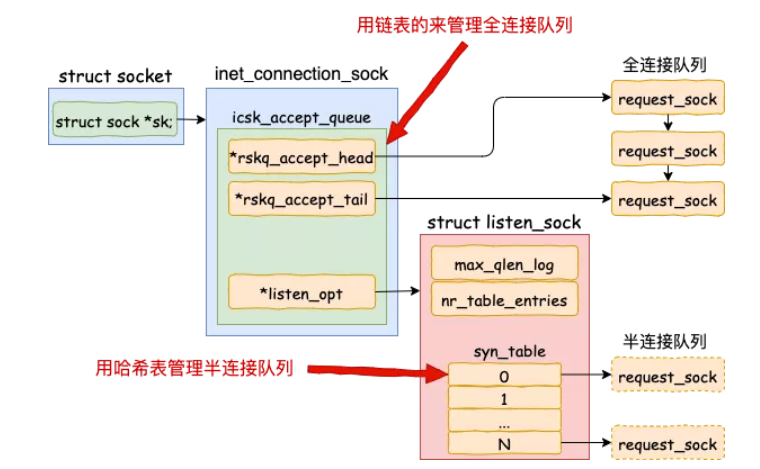 用链表的来管理全连接队列
struct socket
inet_connection_sock
全连接队列
struct sock *sk;
icsk_accept_queue
request_sock
*rskq_accept_head
request_sock
*rskq_accept_tail
request_sock
struct listen_sock
max_qlen_log
*listen_opt
nr_table_entries
半连接队列
syn_table
用哈希表管理半连接队列
0
request_sock
1
...
N
request_sock